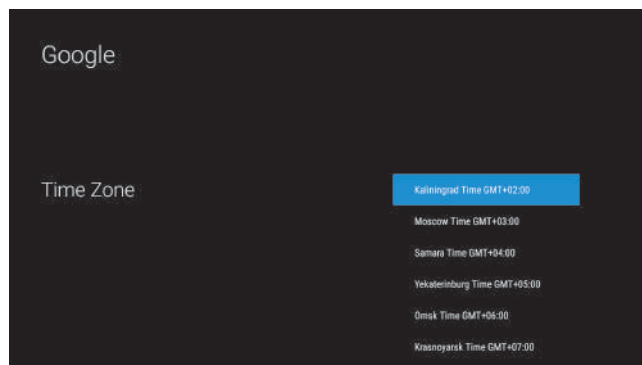 Google
Time Zone
Kaliningrad Time GMT+02:00
Moscow Time GMT+03:00
Samara Time GMT+04:00
Yekaterinburg Time GMT+05:00
Omsk Time GMT+06:00
Krasnoyarsk Time GMT+07:00